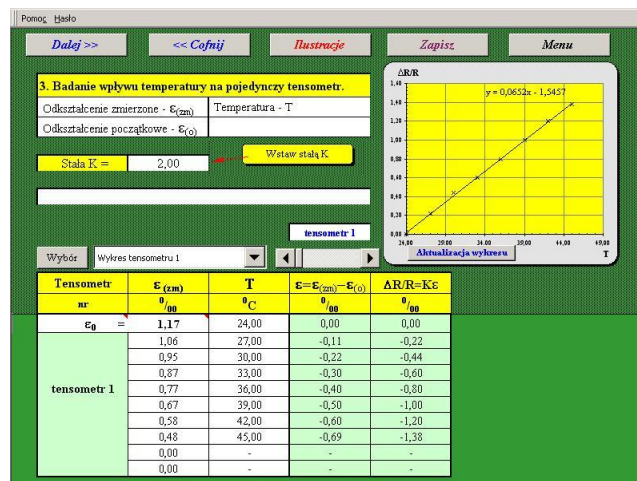 Pomoc Hasło
Dalej >> << Cofnij Ilustracje Zapisz Menu
3. Badanie wpływu temperatury na pojedynczy tensometr.
Odkształcenie zmierzone - ε(zm) Temperatura - T
Odkształcenie początkowe - ε(o)
Stała K = 2,00
Wstaw stałą K
tensometr 1
Wybór Wykres tensometru 1
ΔR/R
y = 0,0652x - 1,5457
1,40
1,20
1,00
0,80
0,60
0,40
0,20
0,00
24,00 29,00 34,00 39,00 44,00 49,00
Aktualizacja wykresu T
Tensometr ε (zm) T ε=ε(zm)−ε(o) ΔR/R=Kε
nr 0/00 0C 0/00 0/00
ε0 = 1,17 24,00 0,00 0,00
1,06 27,00 -0,11 -0,22
0,95 30,00 -0,22 -0,44
0,87 33,00 -0,30 -0,60
tensometr 1 0,77 36,00 -0,40 -0,80
0,67 39,00 -0,50 -1,00
0,58 42,00 -0,60 -1,20
0,48 45,00 -0,69 -1,38
0,00 - - -
0,00 - - -